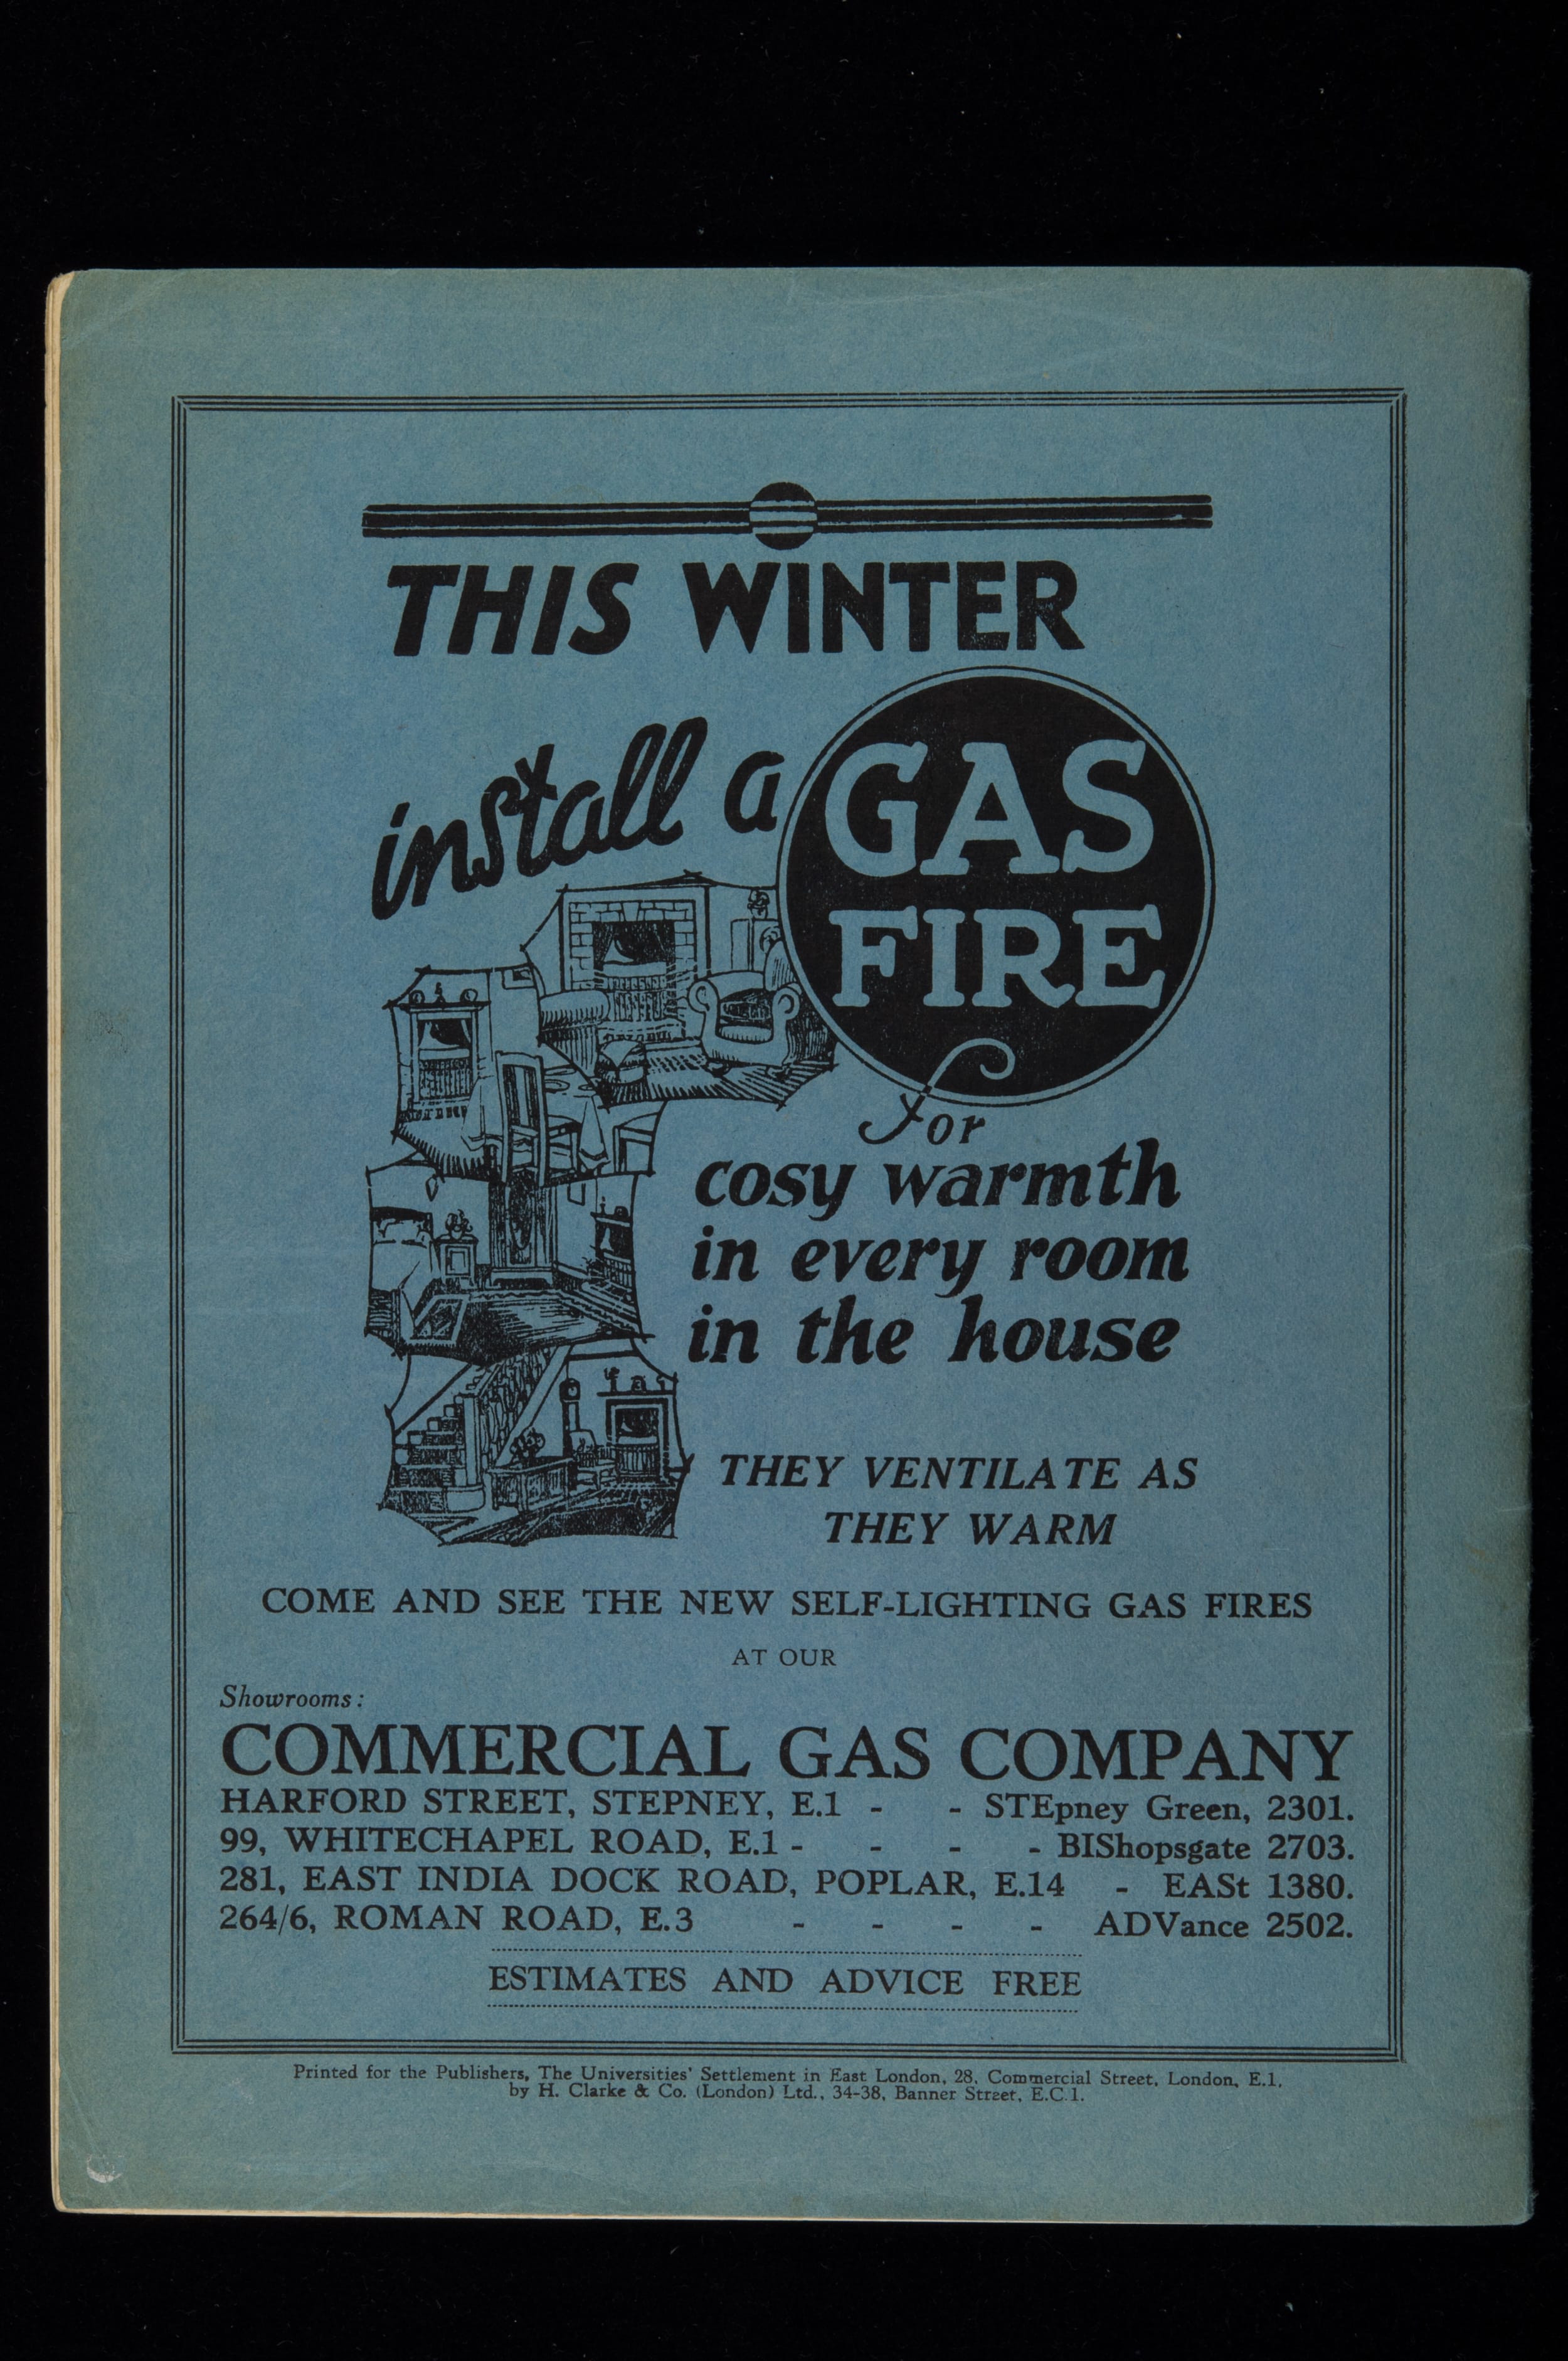 THIS WINTER
install a
GAS
FIRE
for
cosy warmth
in every room
in the house
THEY VENTILATE AS
THEY WARM
COME AND SEE THE NEW SELF-LIGHTING GAS FIRES
AT OUR
Showrooms:
COMMERCIAL GAS COMPANY
HARFORD STREET, STEPNEY, E.1 - - STEpney Green, 2301.
99, WHITECHAPEL ROAD, E.1 - - - - BIShopsgate 2703.
281, EAST INDIA DOCK ROAD, POPLAR, E.14 - EASt 1380.
264/6, ROMAN ROAD, E.3 - - - - ADVance 2502.
ESTIMATES AND ADVICE FREE
Printed for the Publishers, The Universities' Settlement in East London, 28, Commercial Street, London, E.1,
by H. Clarke & Co. (London) Ltd., 34-38, Banner Street, E.C.1.